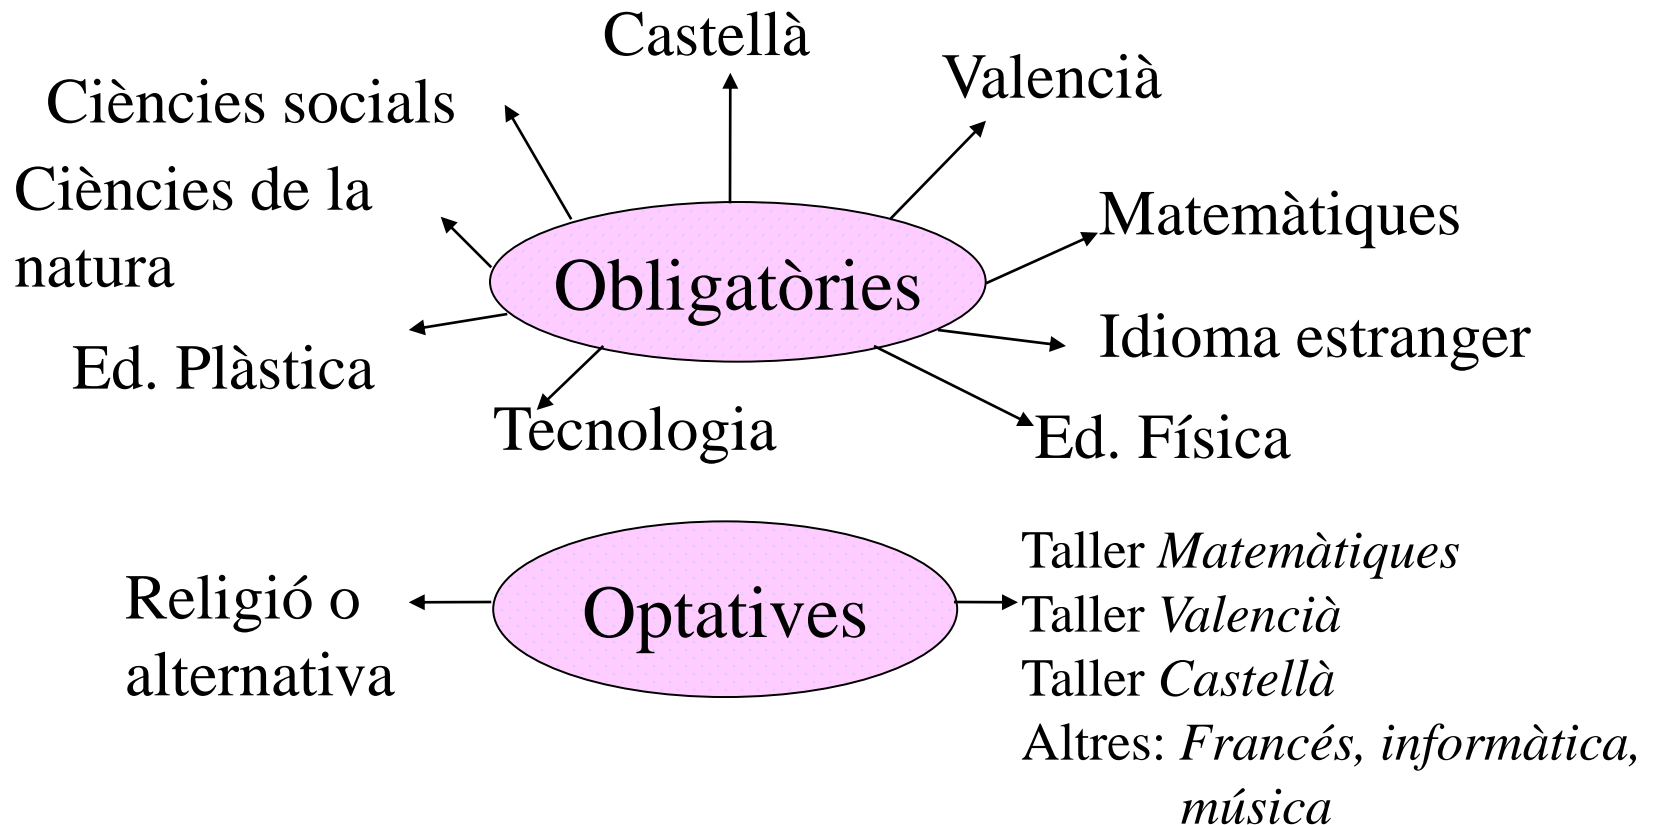 Castellà
Valencià
Ciències socials
Ciències de la
natura
Matemàtiques
Obligatòries
Idioma estranger
Ed. Plàstica
Tecnologia
Ed. Física
Religió o
alternativa
Optatives
Taller Matemàtiques
Taller Valencià
Taller Castellà
Altres: Francés, informàtica,
música